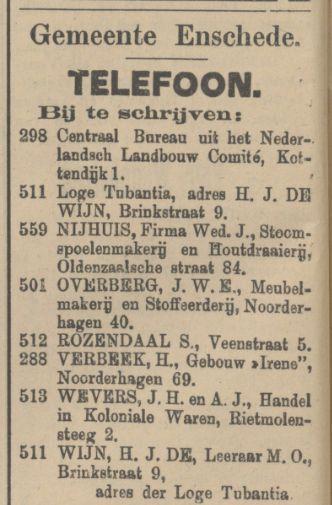 Gemeente Enschede.
TELEFOON.
Bij te schrijven:
298 Centraal Bureau uit het Neder-
landsch Landbouw Comité, Kot-
tendijk 1.
511 Loge Tubantia, adres H. J. DE
WIJN, Brinkstraat 9.
559 NIJHUIS, Firma Wed. J., Stoom-
spoelenmakerij en Houtdraaierij,
Oldenzaalsche straat 84.
501 OVERBERG, J. W. E., Meubel-
makerij en Stoffeerderij, Noorder-
hagen 40.
512 ROZENDAAL S., Veenstraat 5.
288 VERBEEK, H., Gebouw »Irene",
Noorderhagen 69.
513 WEVERS, J. H. en A. J., Handel
in Koloniale Waren, Rietmolen-
steeg 2.
511 WIJN, H. J. DE, Leeraar M. O.,
Brinkstraat 9,
adres der Loge Tubantia.